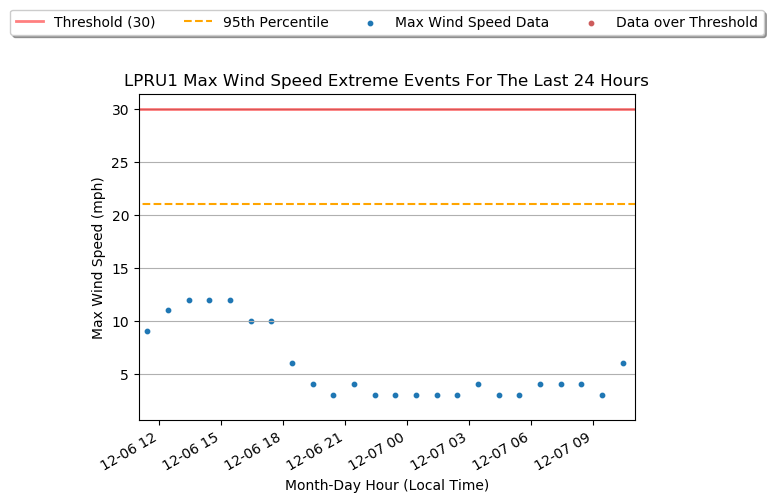 Threshold (30) 95th Percentile Max Wind Speed Data Data over Threshold
LPRU1 Max Wind Speed Extreme Events For The Last 24 Hours
30
25
20
15
10
5
Max Wind Speed (mph)
12-06 12 12-06 15 12-06 18 12-06 21 12-07 00 12-07 03 12-07 06 12-07 09
Month-Day Hour (Local Time)